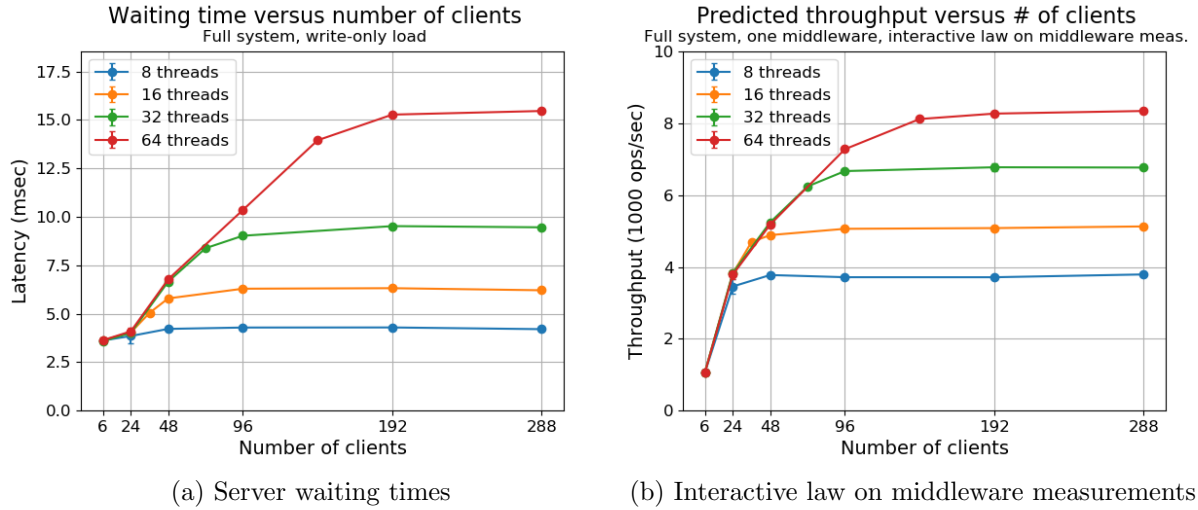 Waiting time versus number of clients
Full system, write-only load
17.5
15.0
12.5
10.0
7.5
5.0
2.5
0.0
Latency (msec)
8 threads
16 threads
32 threads
64 threads
6 24 48 96 192 288
Number of clients
(a) Server waiting times
Predicted throughput versus # of clients
Full system, one middleware, interactive law on middleware meas.
10
8
6
4
2
0
Throughput (1000 ops/sec)
8 threads
16 threads
32 threads
64 threads
6 24 48 96 192 288
Number of clients
(b) Interactive law on middleware measurements